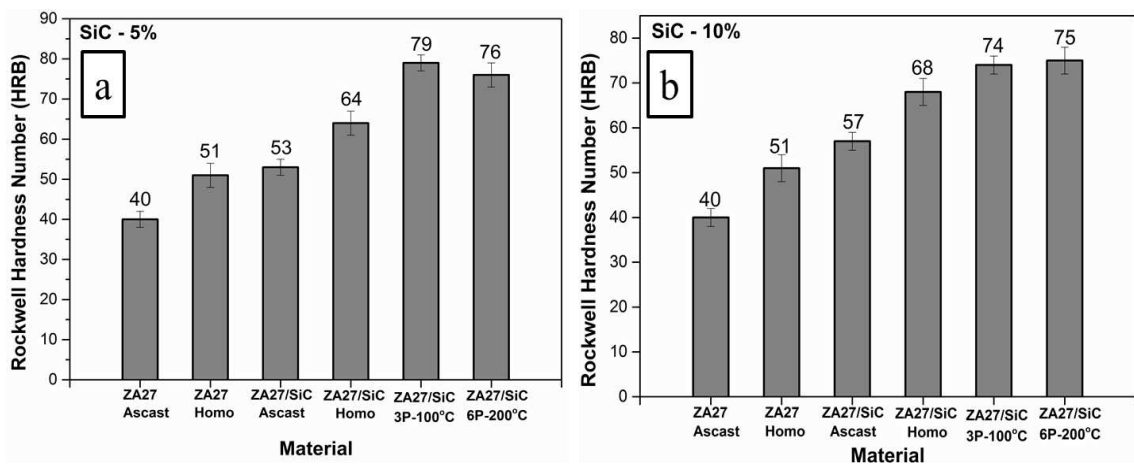 SiC - 5%
a
Rockwell Hardness Number (HRB)
90
80
70
60
50
40
30
20
10
0
40
51
53
64
79
76
ZA27 ZA27 ZA27/SiC ZA27/SiC ZA27/SiC ZA27/SiC
Ascast Homo Ascast Homo 3P-100°C 6P-200°C
Material
SiC - 10%
b
Rockwell Hardness Number (HRB)
80
70
60
50
40
30
20
10
0
40
51
57
68
74
75
ZA27 ZA27 ZA27/SiC ZA27/SiC ZA27/SiC ZA27/SiC
Ascast Homo Ascast Homo 3P-100°C 6P-200°C
Material